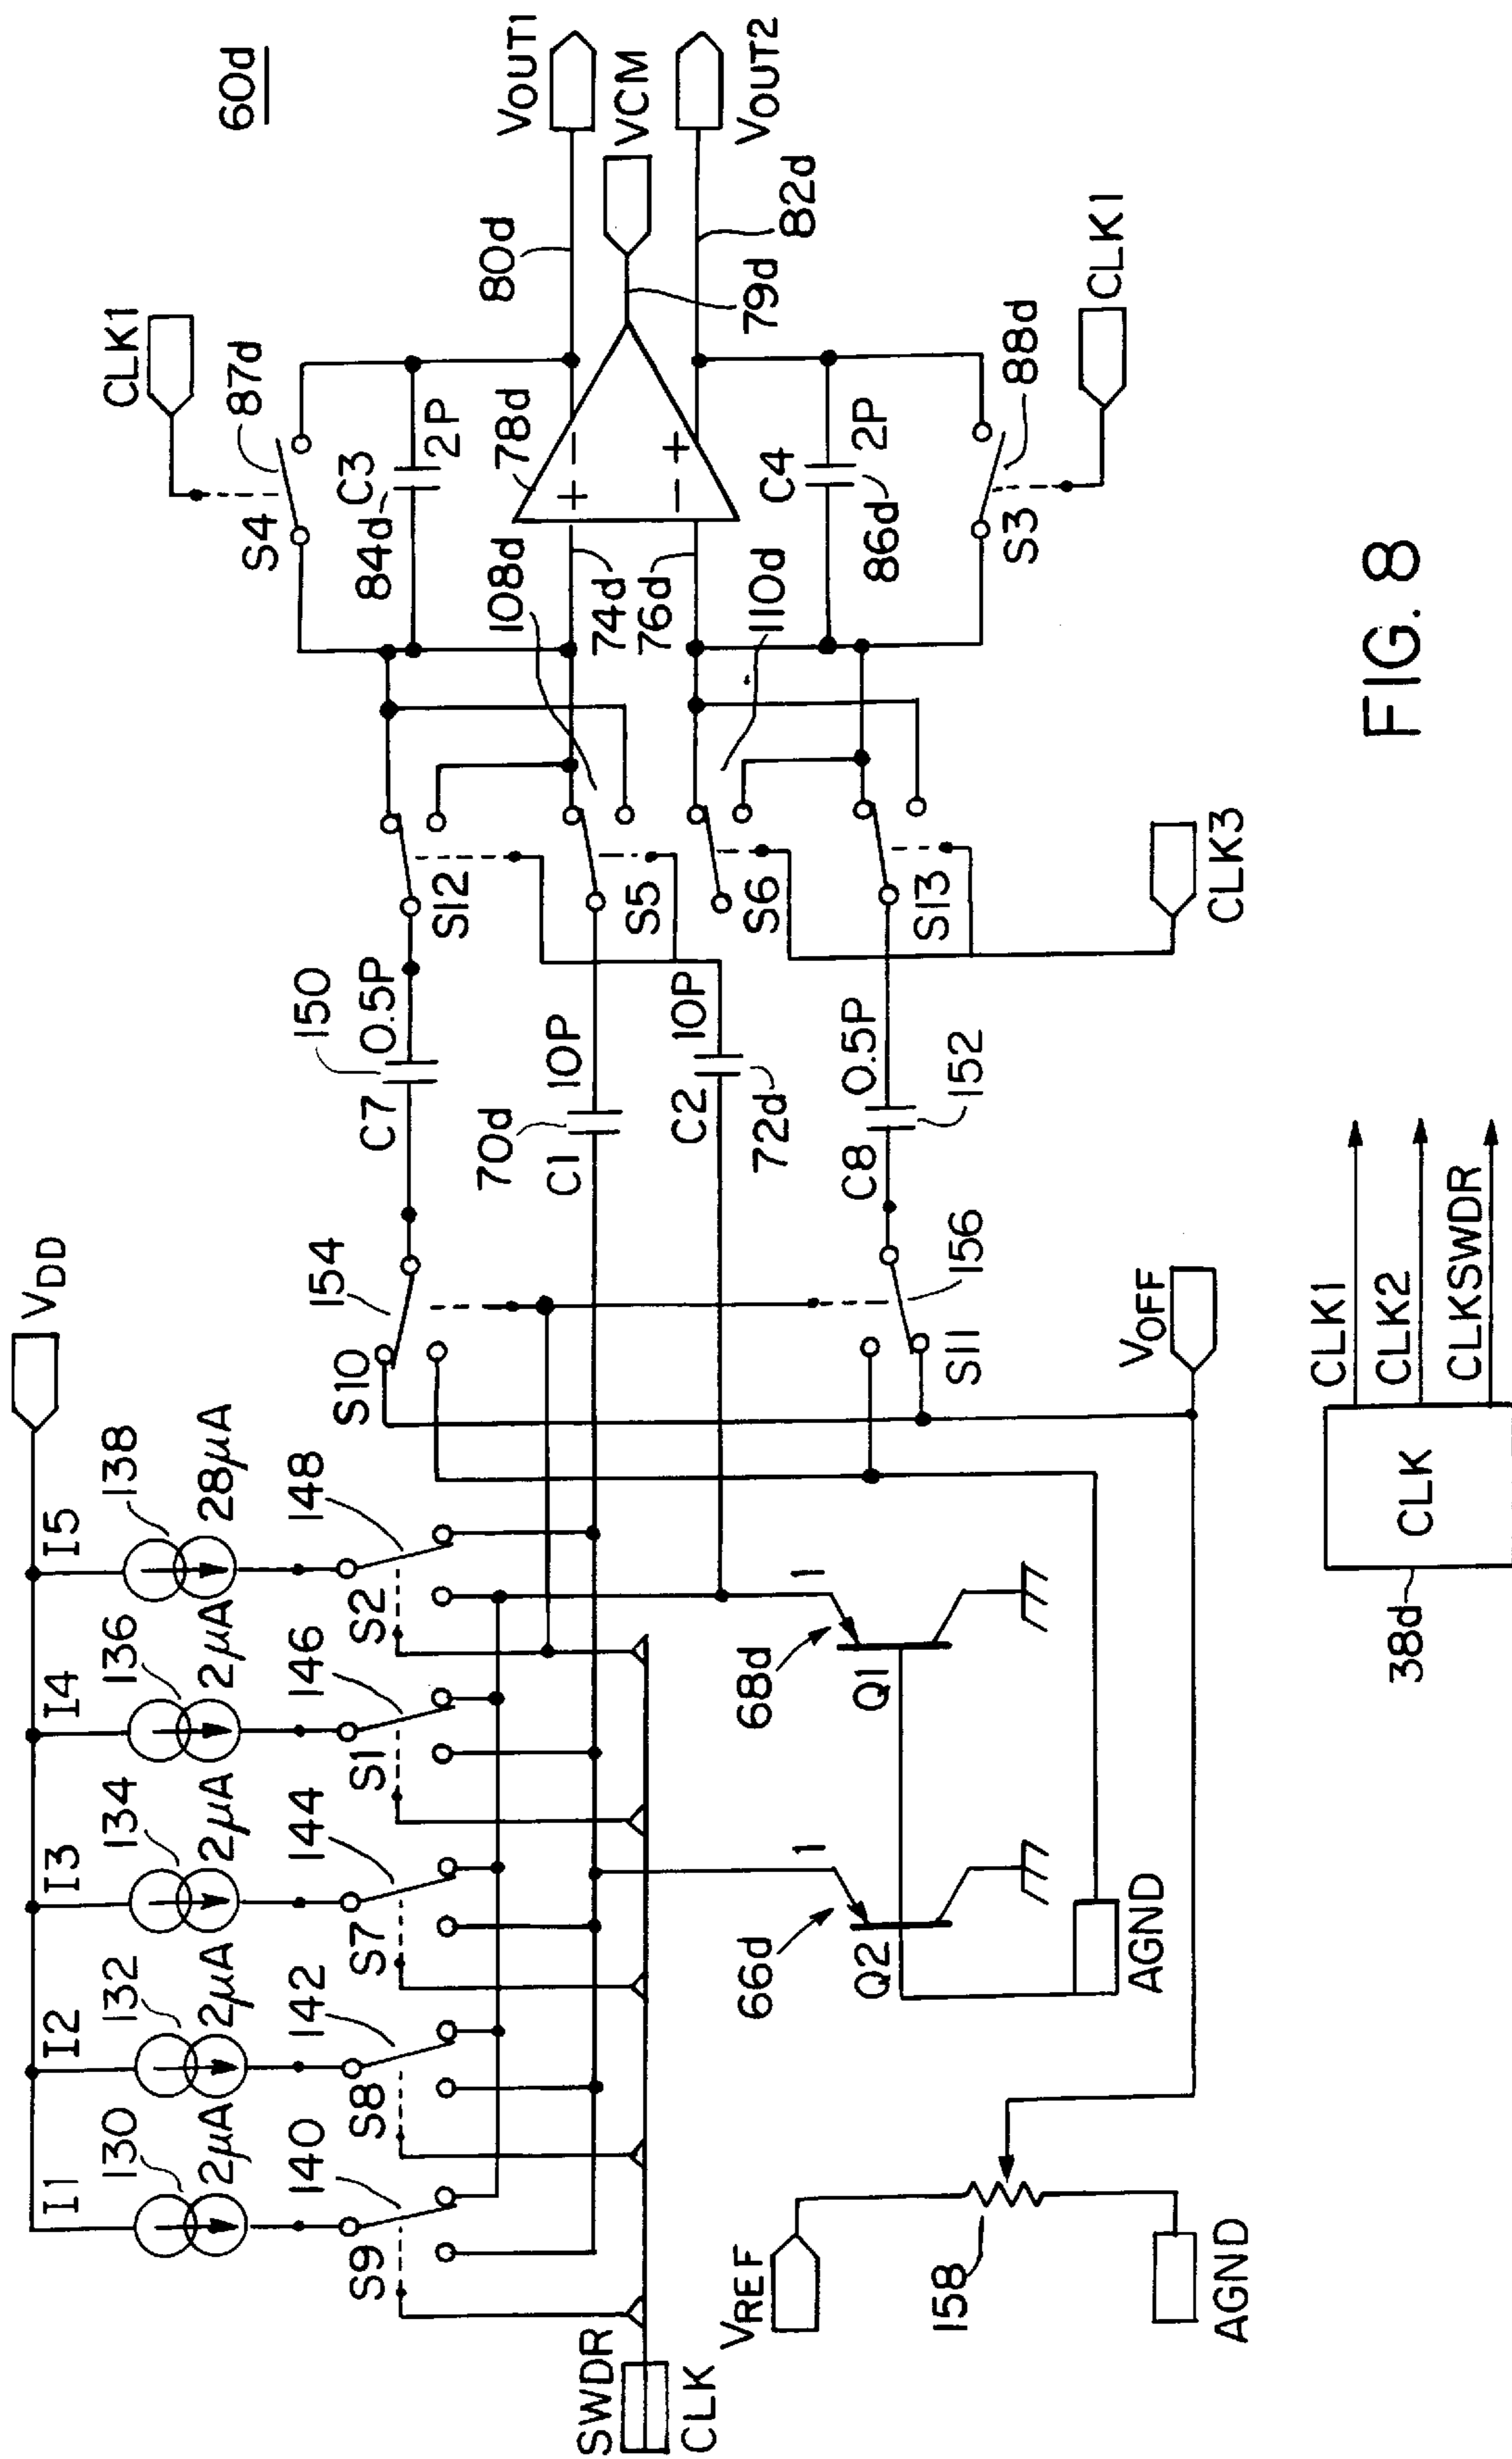 60d
VDD
I1
I2
I3
I4
I5
130
132
134
136
138
2μA
2μA
2μA
2μA
28μA
140
142
144
146
148
S9
S8
S7
S1
S2
SWDR
CLK
S10
154
C7
150
0.5P
S12
70d
C1
10P
S5
108d
C2
10P
72d
S6
110d
C8
0.5P
152
S13
S11
156
VOFF
CLK3
CLK1
87d
S4
C3
84d
2P
78d
+
−
−
+
74d
76d
80d
VOUT1
VCM
79d
82d
VOUT2
C4
2P
86d
S3
88d
CLK1
66d
Q2
1
68d
Q1
1
AGND
VREF
158
AGND
38d
CLK
CLK1
CLK2
CLKSWDR
FIG. 8